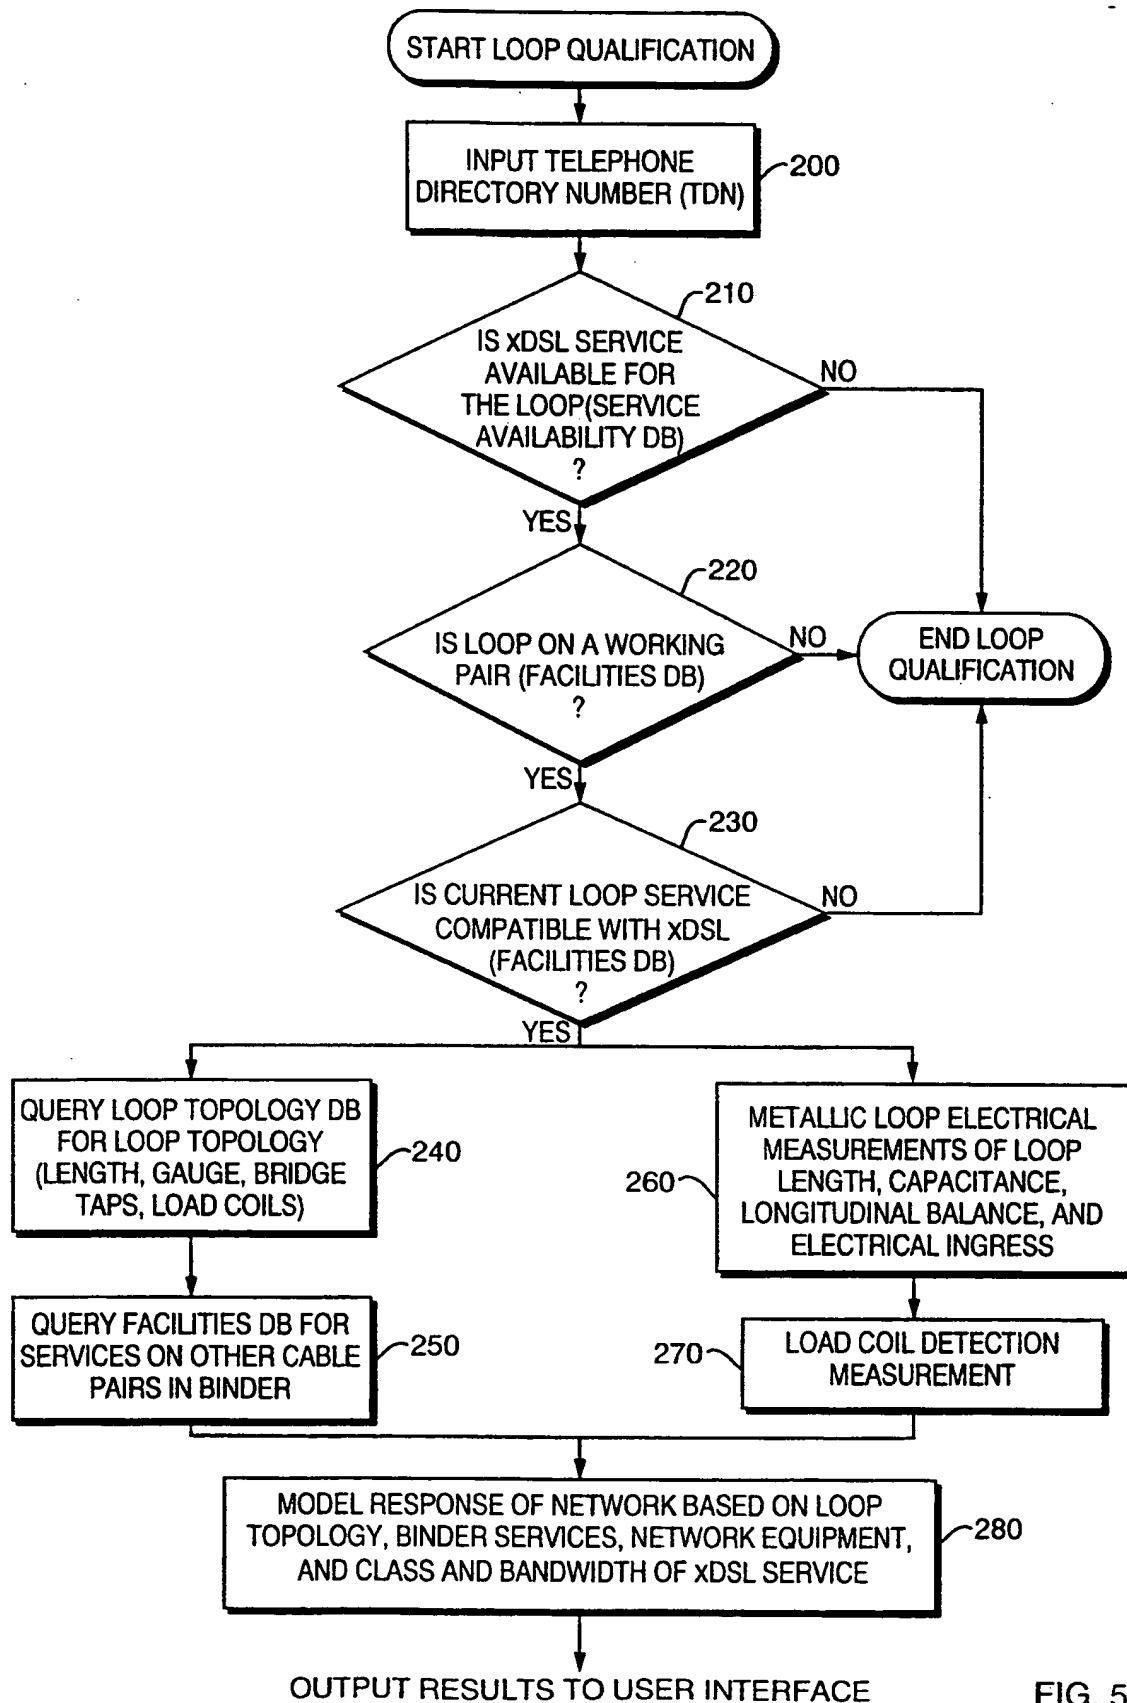 START LOOP QUALIFICATION
INPUT TELEPHONE
DIRECTORY NUMBER (TDN)
200
210
IS xDSL SERVICE
AVAILABLE FOR
THE LOOP(SERVICE
AVAILABILITY DB)
?
NO
YES
220
IS LOOP ON A WORKING
PAIR (FACILITIES DB)
?
NO
END LOOP
QUALIFICATION
YES
230
IS CURRENT LOOP SERVICE
COMPATIBLE WITH xDSL
(FACILITIES DB)
?
NO
YES
QUERY LOOP TOPOLOGY DB
FOR LOOP TOPOLOGY
(LENGTH, GAUGE, BRIDGE
TAPS, LOAD COILS)
240
METALLIC LOOP ELECTRICAL
MEASUREMENTS OF LOOP
LENGTH, CAPACITANCE,
LONGITUDINAL BALANCE, AND
ELECTRICAL INGRESS
260
QUERY FACILITIES DB FOR
SERVICES ON OTHER CABLE
PAIRS IN BINDER
250
270
LOAD COIL DETECTION
MEASUREMENT
MODEL RESPONSE OF NETWORK BASED ON LOOP
TOPOLOGY, BINDER SERVICES, NETWORK EQUIPMENT,
AND CLASS AND BANDWIDTH OF xDSL SERVICE
280
OUTPUT RESULTS TO USER INTERFACE
FIG. 5